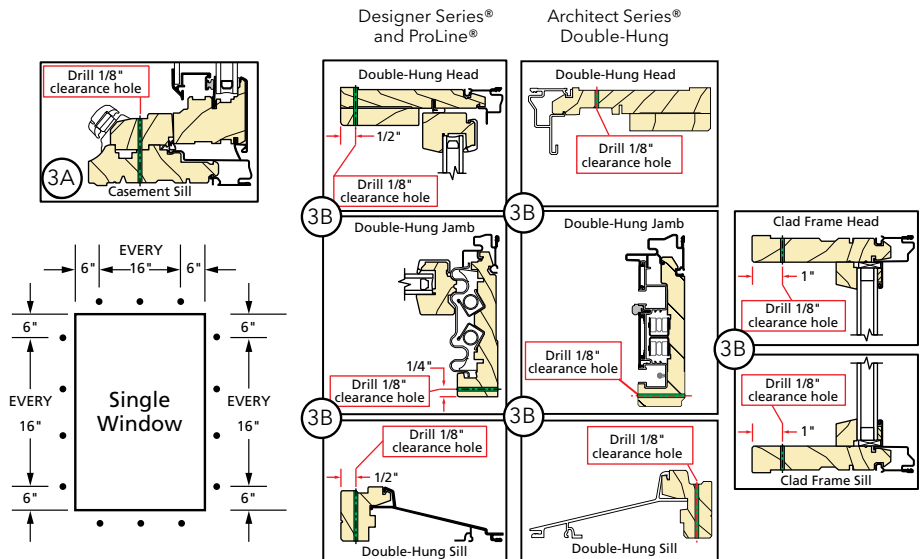 Designer Series®
and ProLine®
Architect Series®
Double-Hung
Drill 1/8"
clearance hole
3A
Casement Sill
Double-Hung Head
1/2"
Drill 1/8"
clearance hole
3B
Double-Hung Head
Drill 1/8"
clearance hole
3B
Double-Hung Jamb
1/4"
Drill 1/8"
clearance hole
3B
Double-Hung Jamb
Drill 1/8"
clearance hole
3B
Clad Frame Head
1"
Drill 1/8"
clearance hole
3B
Drill 1/8"
clearance hole
1"
Clad Frame Sill
EVERY
6" 16" 6"
6" 6"
EVERY EVERY
16" 16"
6" 6"
Single
Window
Drill 1/8"
clearance hole
1/2"
Double-Hung Sill
Drill 1/8"
clearance hole
Double-Hung Sill